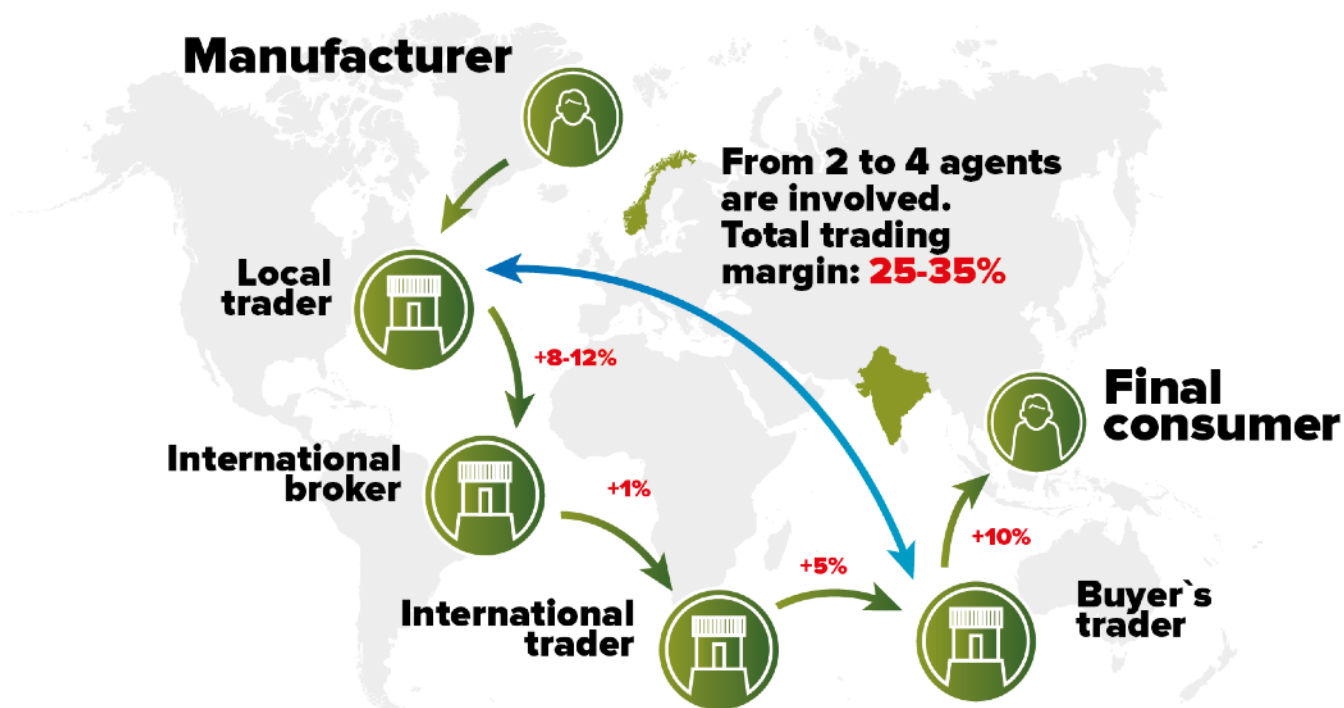 Manufacturer
From 2 to 4 agents
are involved.
Total trading
margin: 25-35%
Local
trader
+8-12%
Final
consumer
International
broker
+1%
+10%
+5%
International
trader
Buyer`s
trader